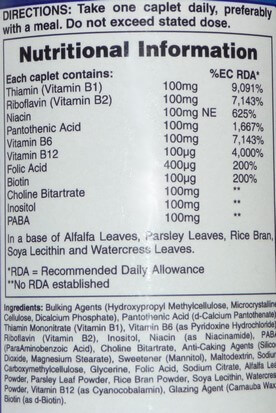 DIRECTIONS: Take one caplet daily, preferably
with a meal. Do not exceed stated dose.
Nutritional Information
Each caplet contains: %EC RDA*
Thiamin (Vitamin B1) 100mg 9,091%
Riboflavin (Vitamin B2) 100mg 7,143%
Niacin 100mg NE 625%
Pantothenic Acid 100mg 1,667%
Vitamin B6 100mg 7,143%
Vitamin B12 100µg 4,000%
Folic Acid 400µg 200%
Biotin 100µg 200%
Choline Bitartrate 100mg **
Inositol 100mg **
PABA 100mg **
In a base of Alfalfa Leaves, Parsley Leaves, Rice Bran,
Soya Lecithin and Watercress Leaves.
*RDA = Recommended Daily Allowance
**No RDA established
Ingredients: Bulking Agents (Hydroxypropyl Methylcellulose, Microcrystalline
Cellulose, Dicalcium Phosphate), Pantothenic Acid (d-Calcium Pantothenate)
Thiamin Mononitrate (Vitamin B1), Vitamin B6 (as Pyridoxine Hydrochloride)
Riboflavin (Vitamin B2), Inositol, Niacin (as Niacinamide), PAB
(ParaAminobenzoic Acid), Choline Bitartrate, Anti-Caking Agents (Silico
Dioxide, Magnesium Stearate), Sweetener (Mannitol), Maltodextrin, Sodiu
Carboxymethylcellulose, Glycerine, Folic Acid, Sodium Citrate, Alfalfa Lea
Powder, Parsley Leaf Powder, Rice Bran Powder, Soya Lecithin, Watercres
Powder, Vitamin B12 (as Cyanocobalamin), Glazing Agent (Carnauba Wax
Biotin (as d-Biotin).